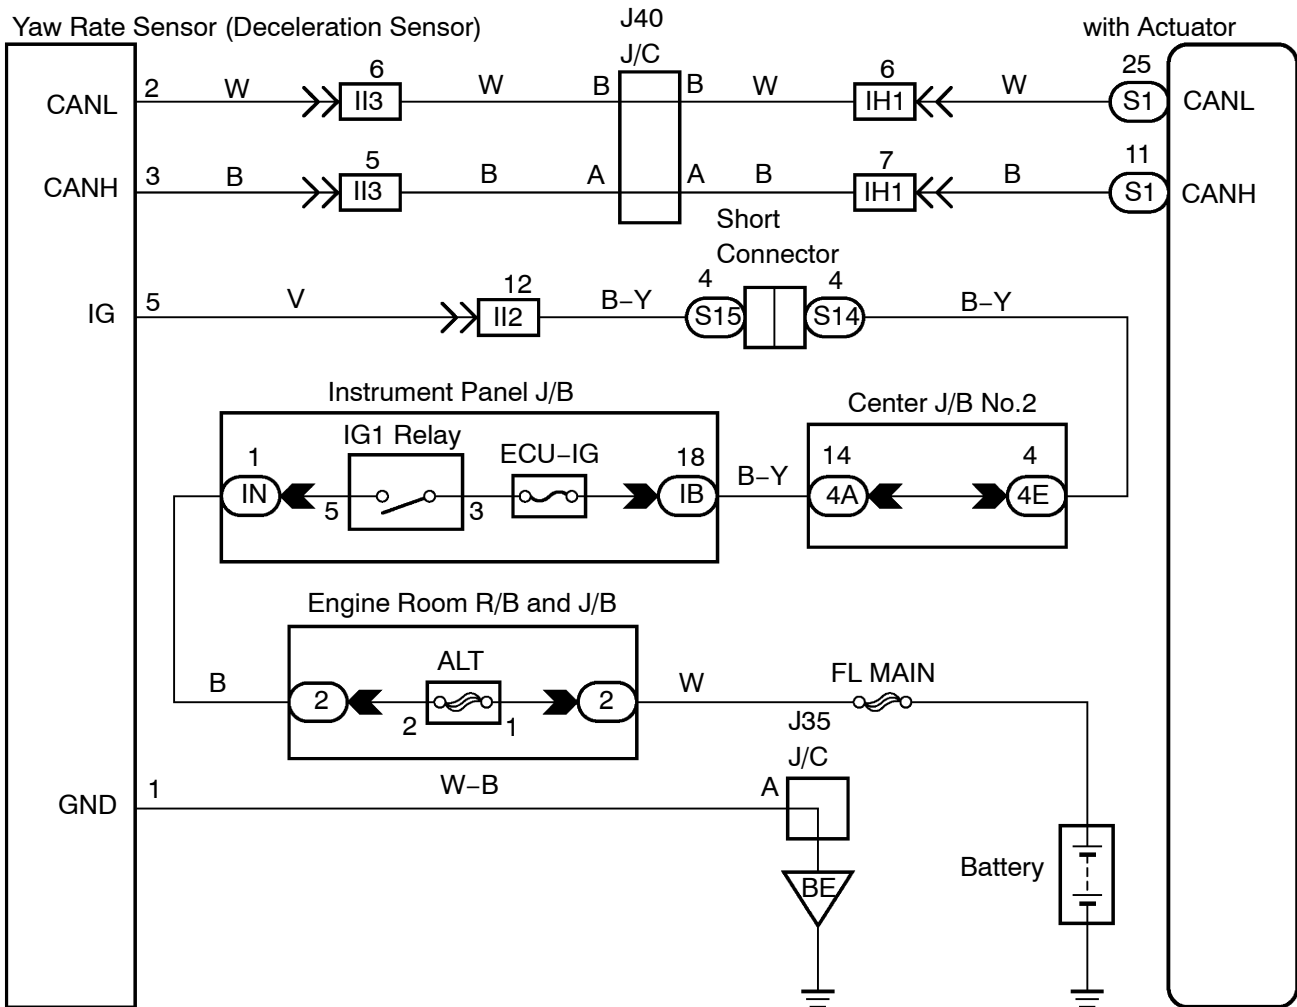 Yaw Rate Sensor (Deceleration Sensor)
J40
J/C
with Actuator
CANL 2 W 6 II3 W B B W 6 IH1 W 25 S1 CANL
CANH 3 B 5 II3 B A A B 7 IH1 B 11 S1 CANH
Short
Connector
IG 5 V 12 II2 B-Y 4 S15 4 S14 B-Y
Instrument Panel J/B
Center J/B No.2
IG1 Relay
ECU-IG
1 IN 5 3 18 IB B-Y 14 4A 4 4E
Engine Room R/B and J/B
ALT
FL MAIN
B 2 2 1 2 W
J35
J/C
GND 1 W-B A
BE
Battery